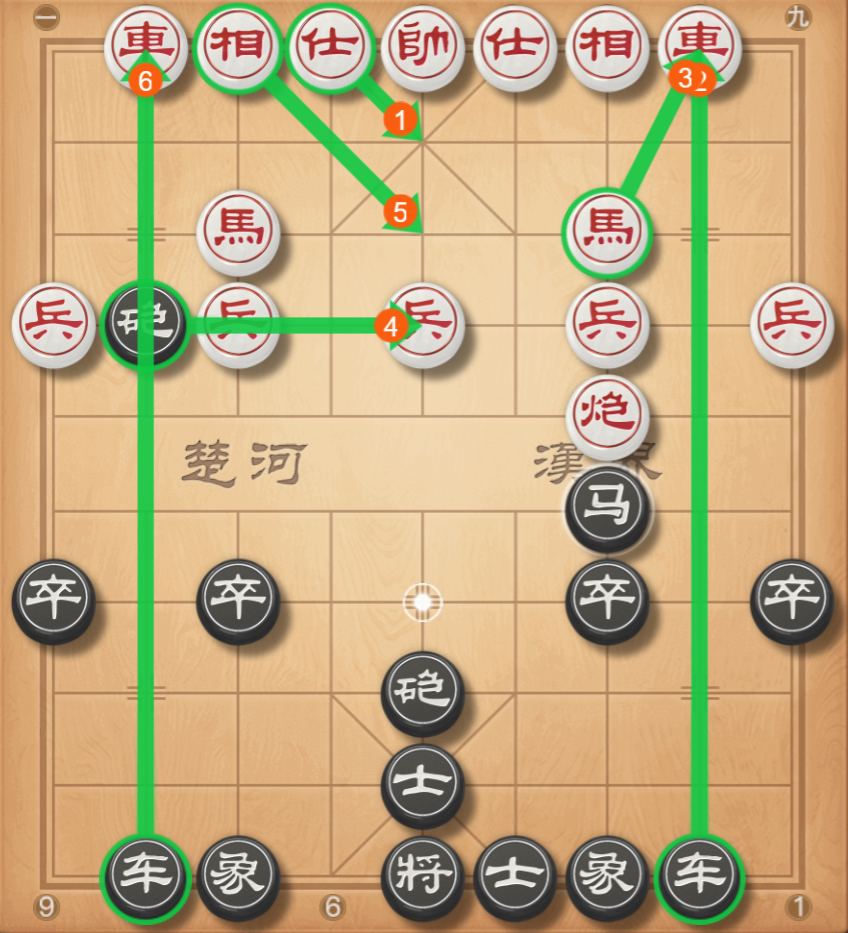 一 九
車 相 仕 帥 仕 相 車
6 3
1
5
馬 馬
兵 砲 兵 4 兵 兵 兵
炮
楚河 漢
马
卒 卒 卒 卒
砲
士
车 象 将 士 象 车
9 6 1